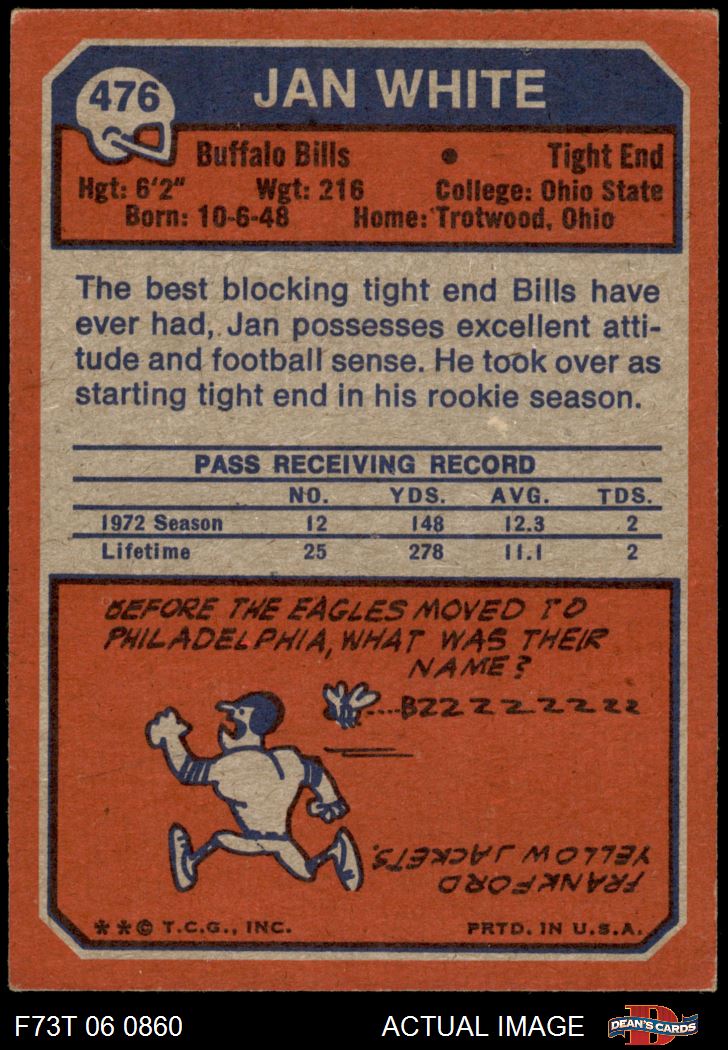 476
JAN WHITE
Buffalo Bills • Tight End
Hgt: 6'2" Wgt: 216 College: Ohio State
Born: 10-6-48 Home: Trotwood, Ohio
The best blocking tight end Bills have
ever had, Jan possesses excellent atti-
tude and football sense. He took over as
starting tight end in his rookie season.
PASS RECEIVING RECORD
NO. YDS. AVG. TDS.
1972 Season 12 148 12.3 2
Lifetime 25 278 11.1 2
BEFORE THE EAGLES MOVED TO
PHILADELPHIA, WHAT WAS THEIR
NAME?
....BZZZZZZZZZ
FRANKFORD
YELLOW JACKETS.
**© T.C.G., INC. PRTD. IN U.S.A.
F73T 06 0860 ACTUAL IMAGE D DEAN'S CARDS